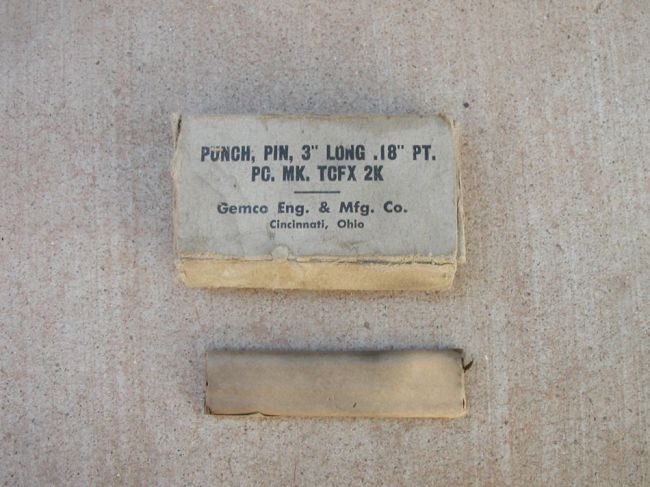 PUNCH, PIN, 3" LONG .18" PT.
PC. MK. TCFX 2K
Gemco Eng. & Mfg. Co.
Cincinnati, Ohio